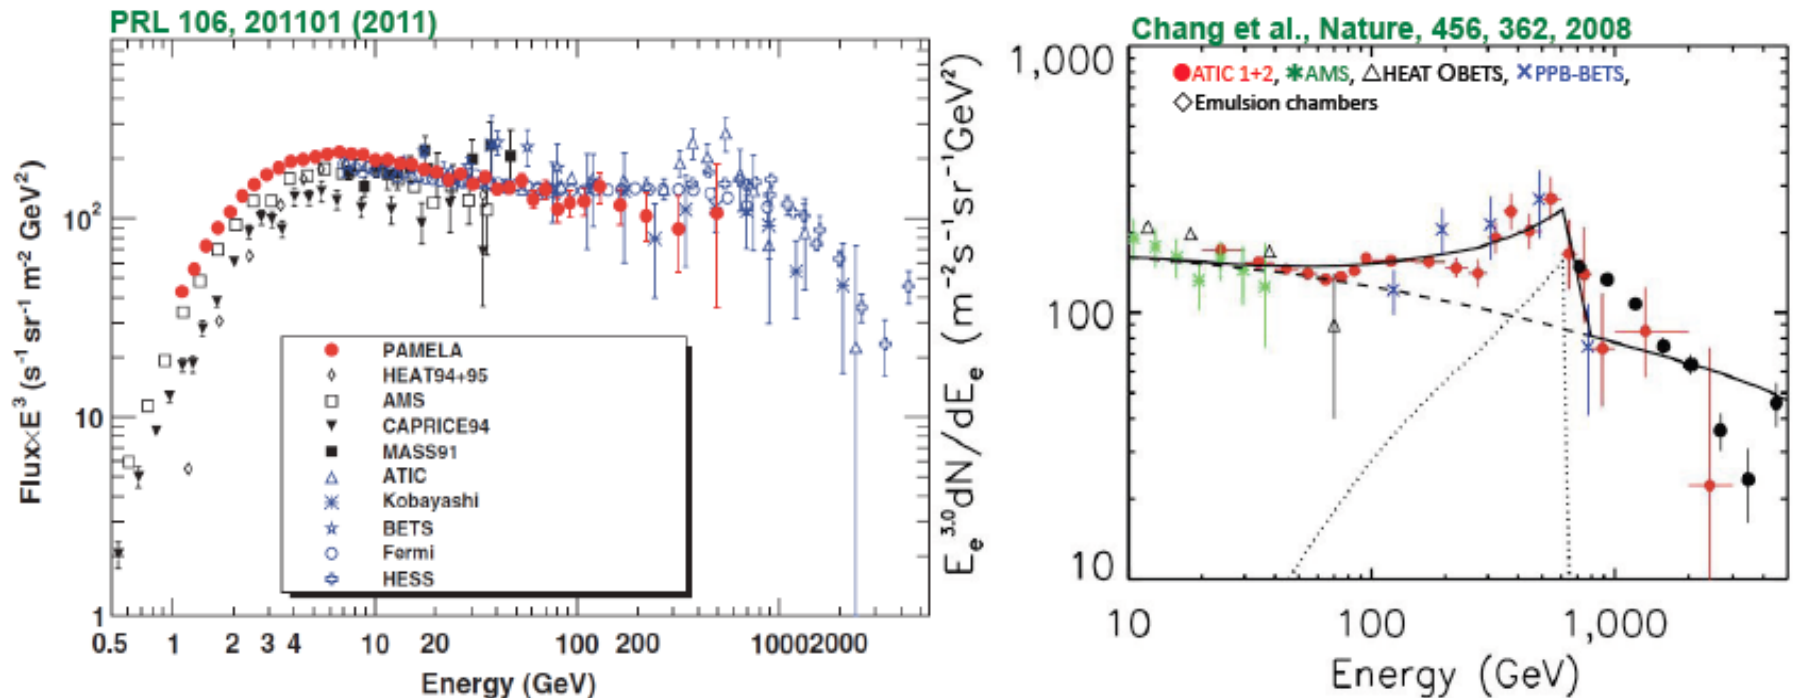 PRL 106, 201101 (2011)
Flux×E³ (s⁻¹ sr⁻¹ m⁻² GeV²)
10²
10
1
0.5 1 2 3 4 10 20 100 200 1000 2000
Energy (GeV)
PAMELA
HEAT94+95
AMS
CAPRICE94
MASS91
ATIC
Kobayashi
BETS
Fermi
HESS
Chang et al., Nature, 456, 362, 2008
Eₑ³·⁰dN/dEₑ (m⁻²s⁻¹sr⁻¹GeV²)
ATIC 1+2, AMS, HEAT BETS, PPB-BETS,
Emulsion chambers
1,000
100
10
10 100 1,000
Energy (GeV)